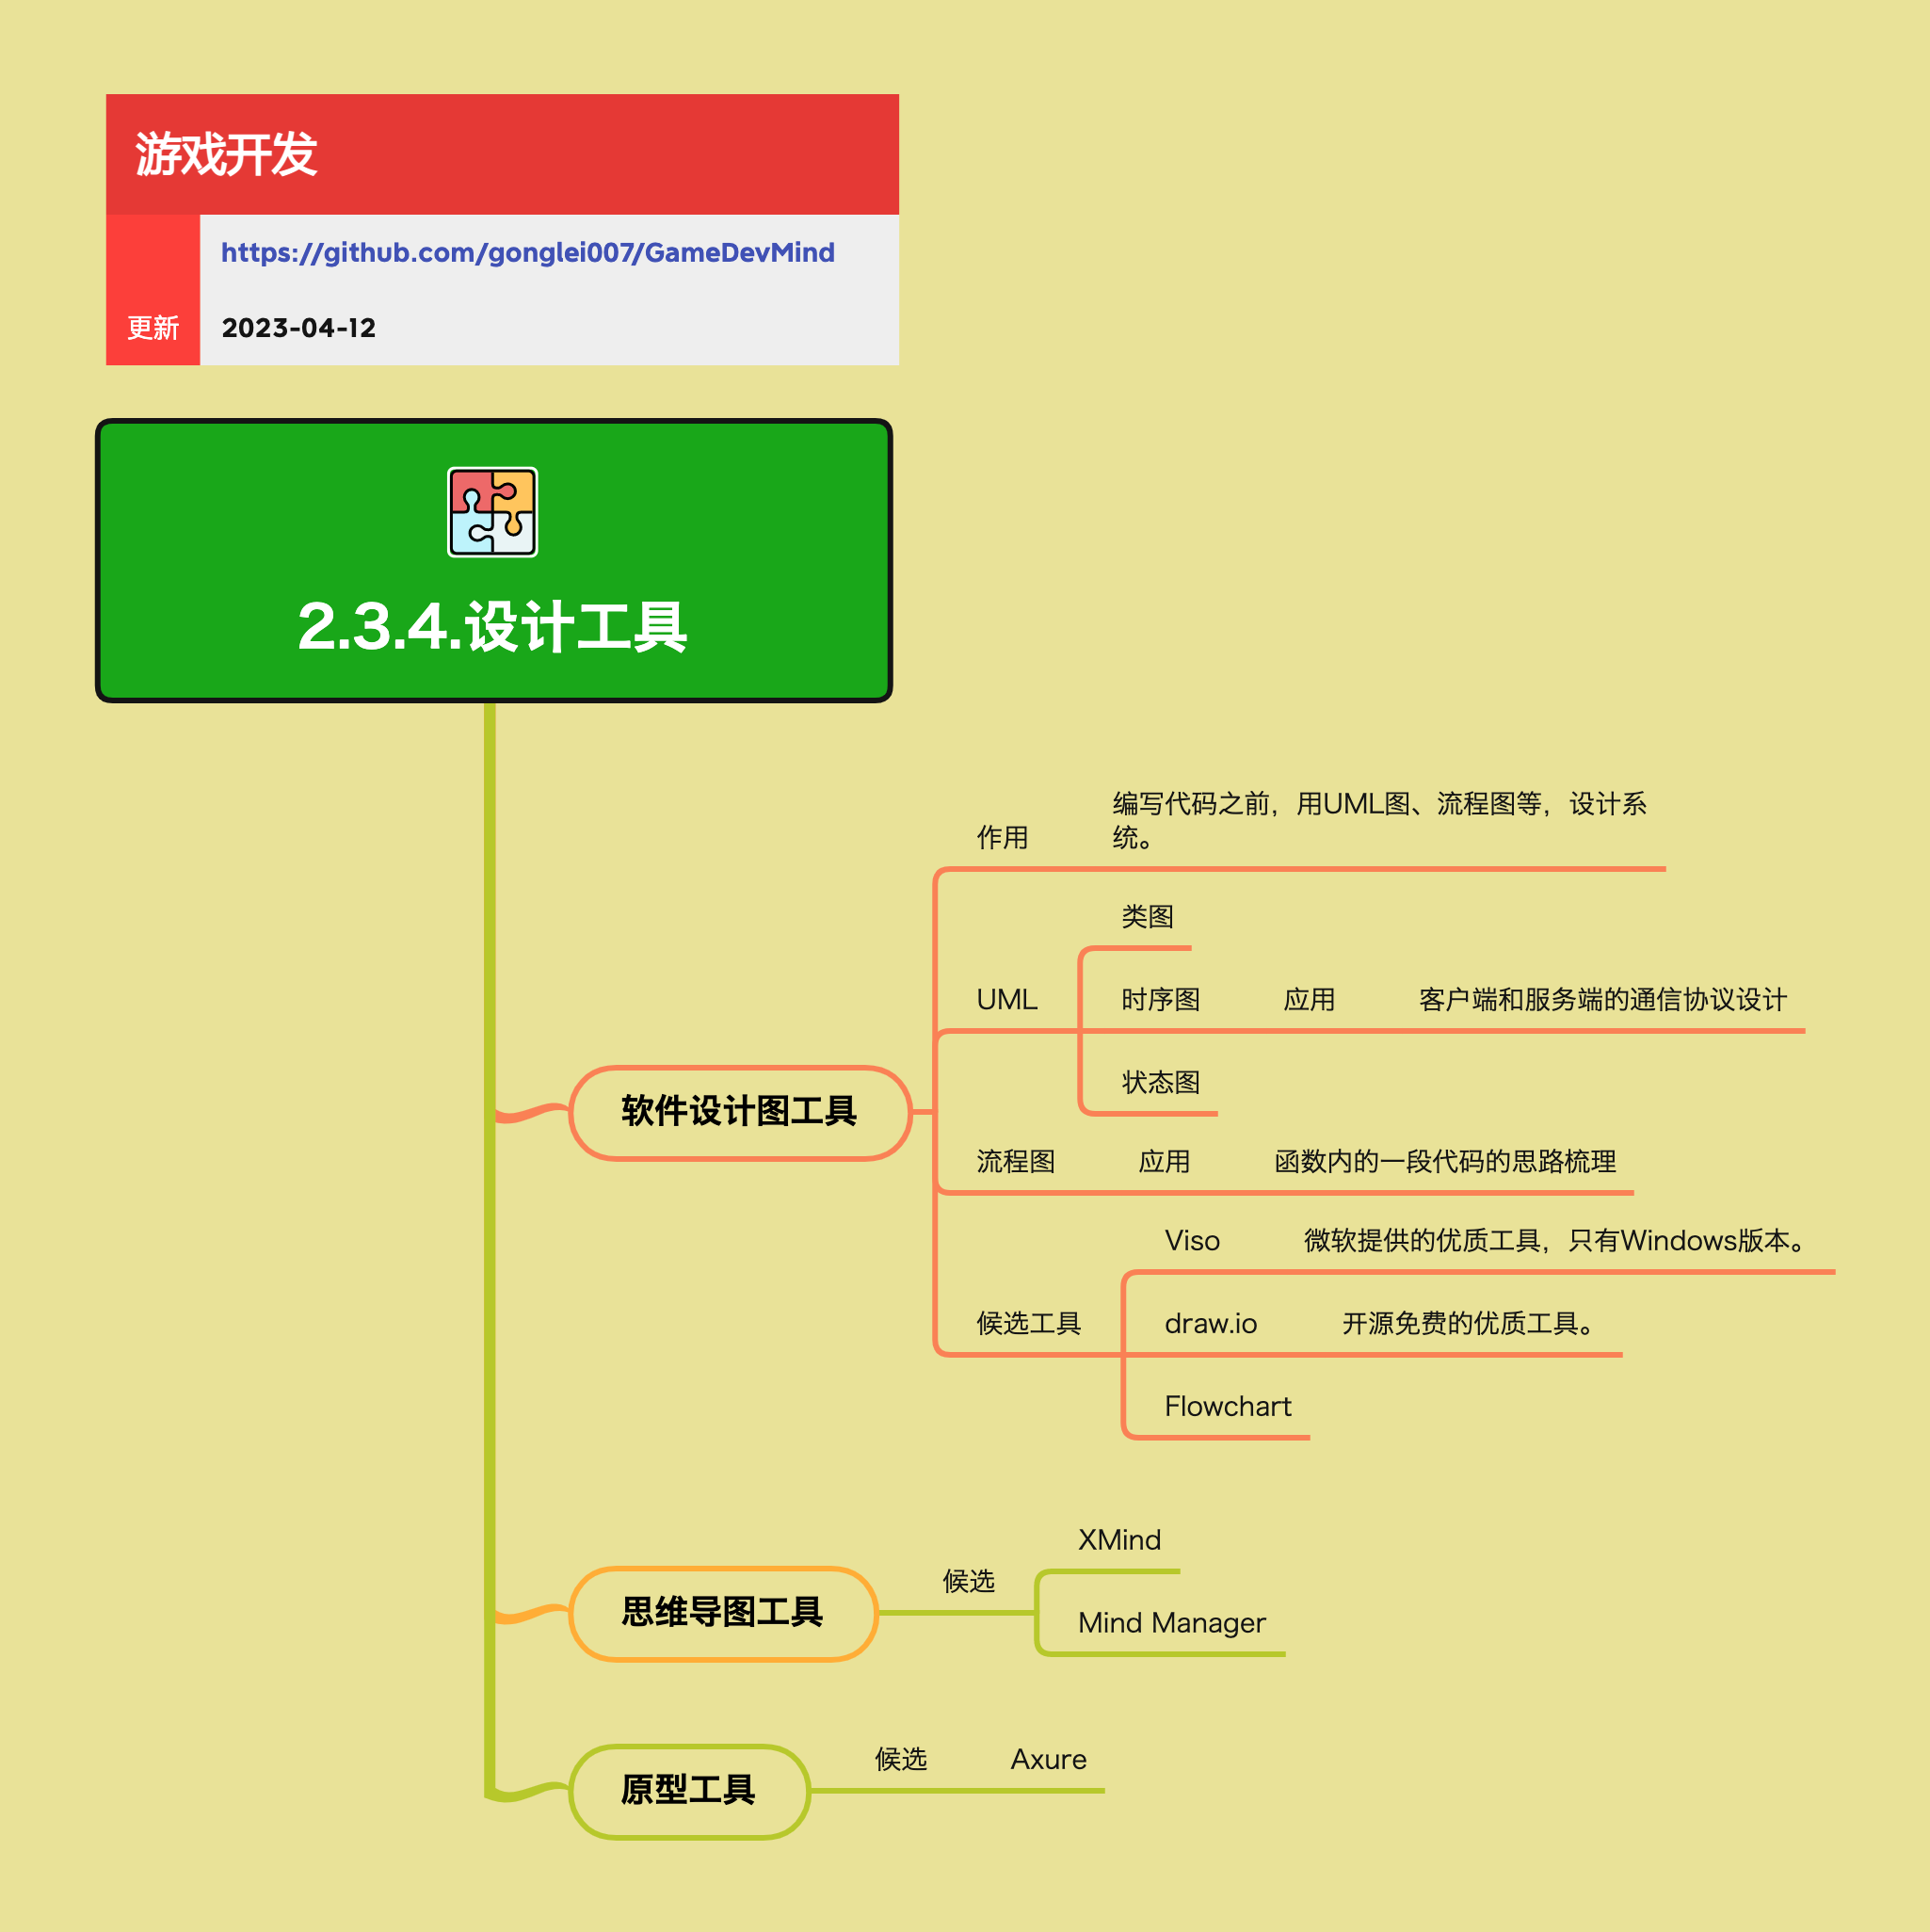 游戏开发
https://github.com/gonglei007/GameDevMind
更新 2023-04-12
2.3.4.设计工具
软件设计图工具
作用
编写代码之前，用UML图、流程图等，设计系
统。
UML
类图
时序图 应用 客户端和服务端的通信协议设计
状态图
流程图 应用 函数内的一段代码的思路梳理
候选工具
Viso 微软提供的优质工具，只有Windows版本。
draw.io 开源免费的优质工具。
Flowchart
思维导图工具
候选
XMind
Mind Manager
原型工具
候选 Axure